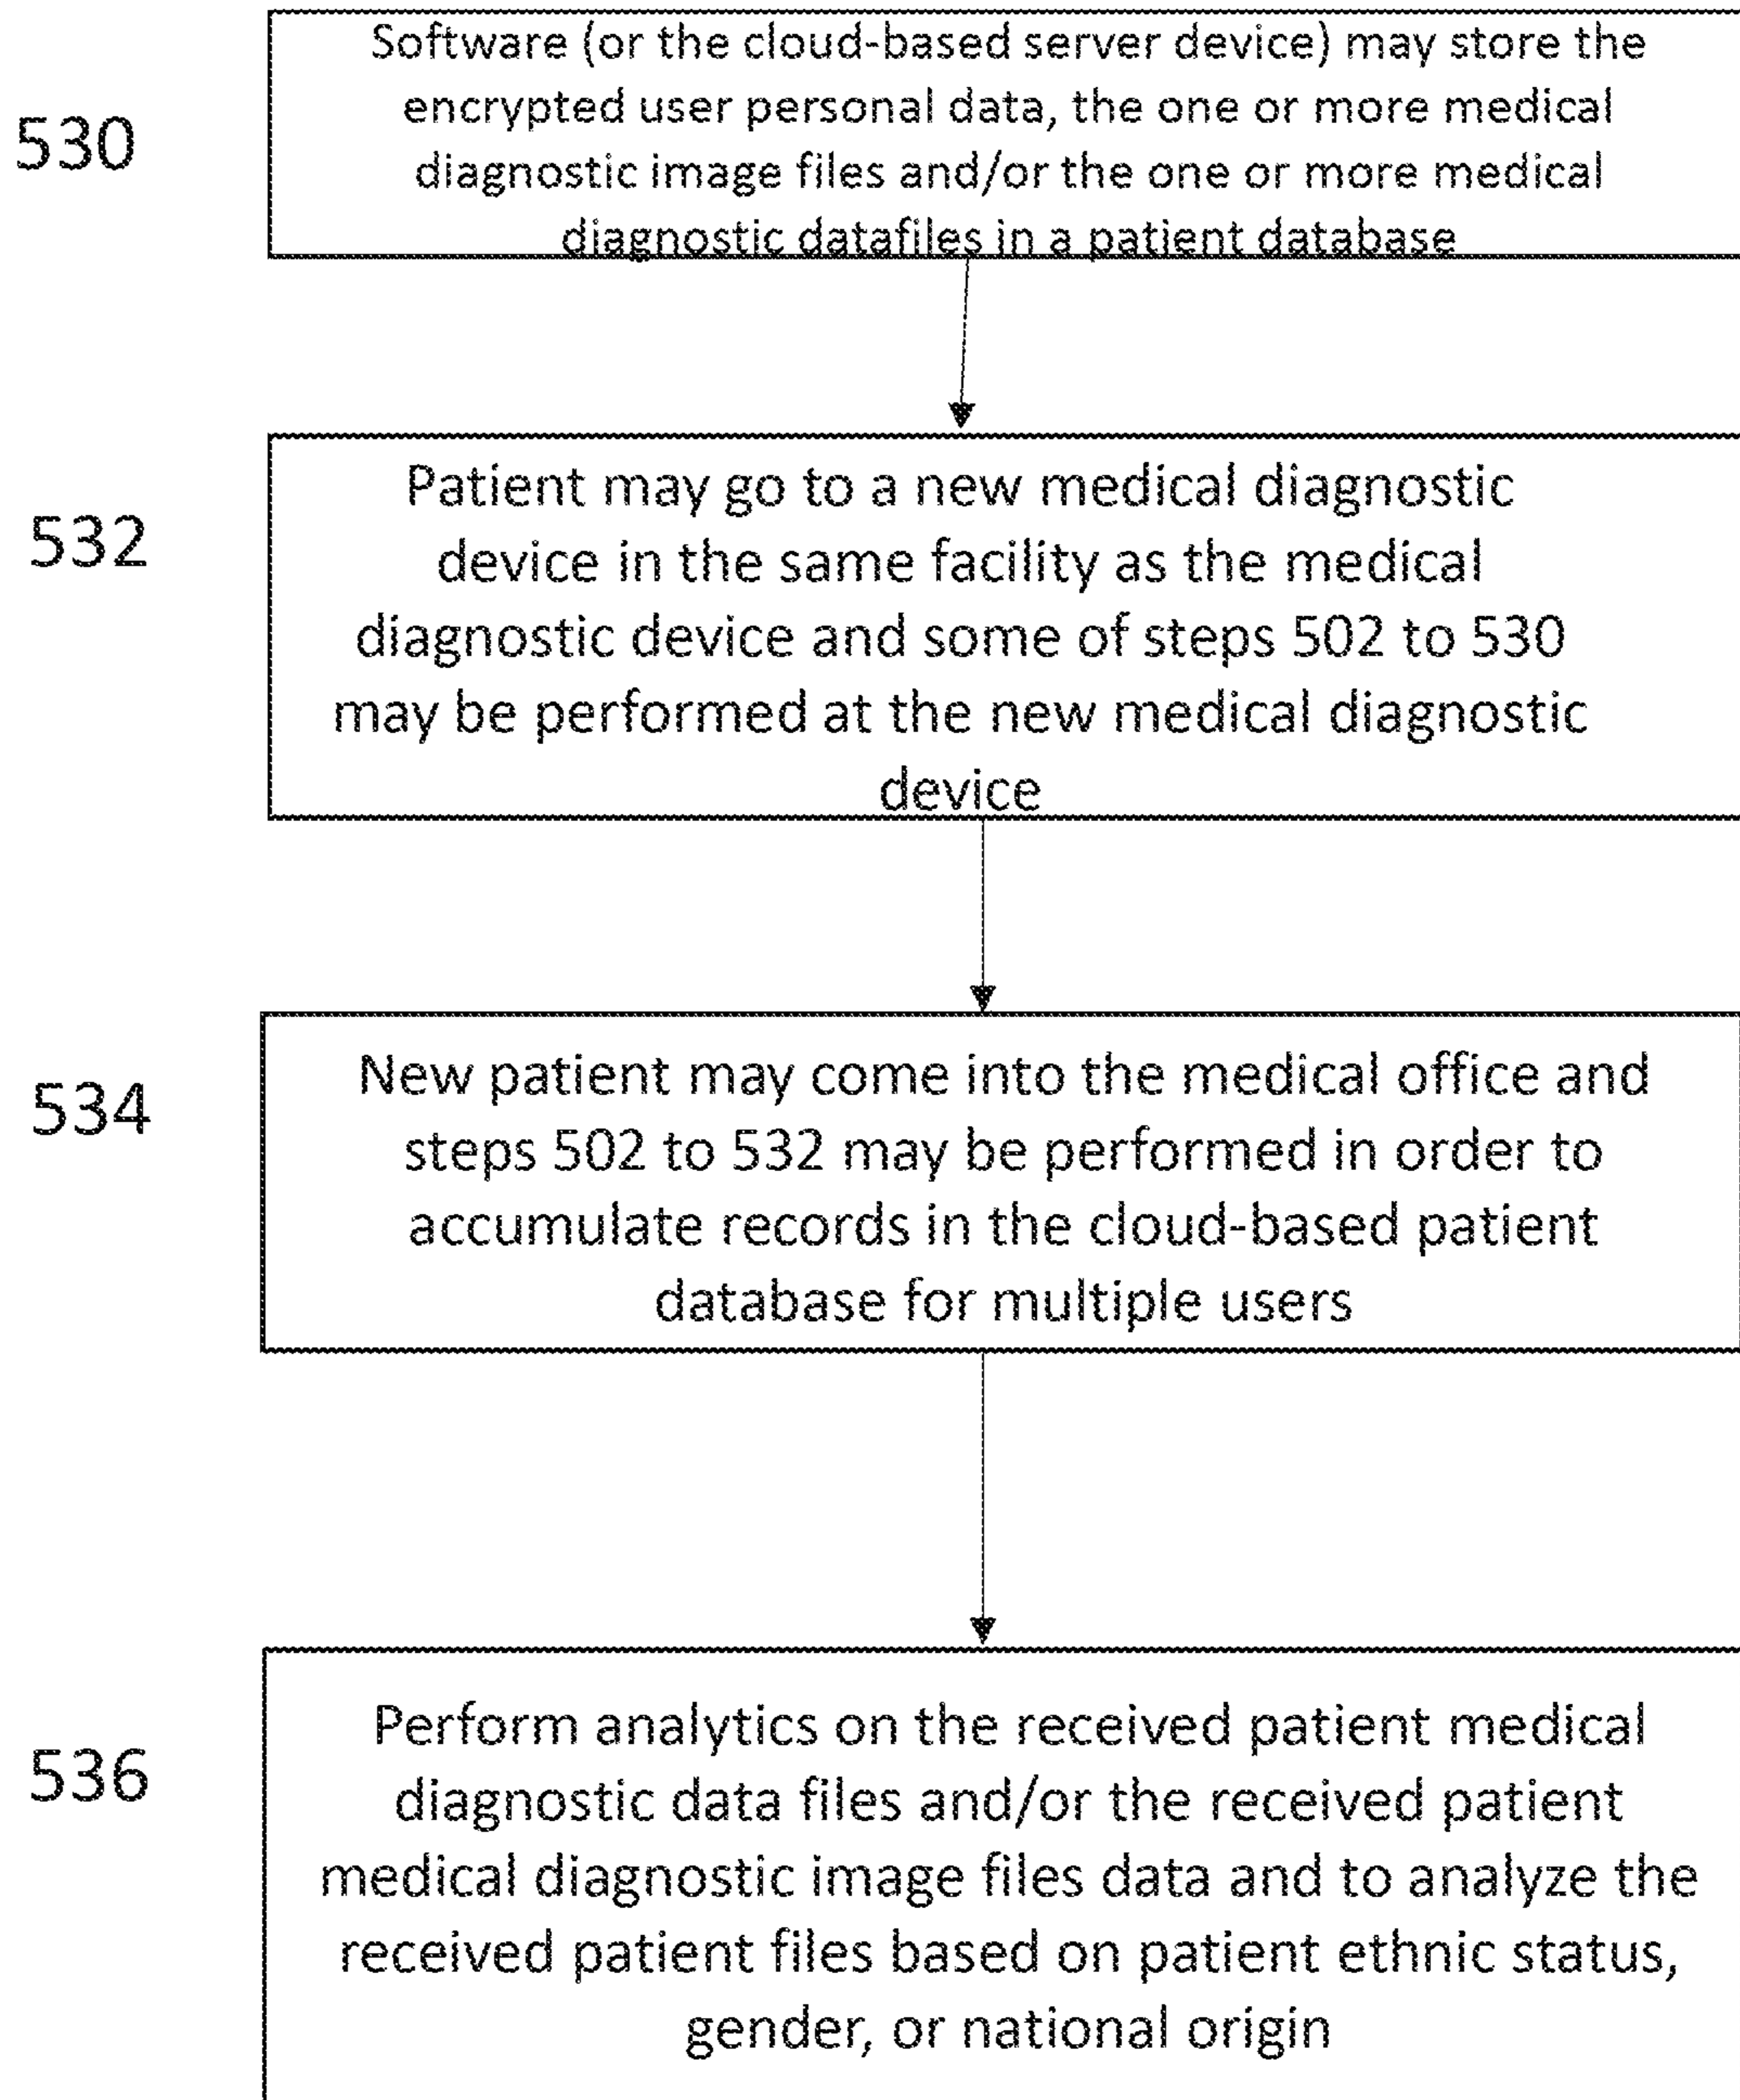 530
Software (or the cloud-based server device) may store the
encrypted user personal data, the one or more medical
diagnostic image files and/or the one or more medical
diagnostic datafiles in a patient database
532
Patient may go to a new medical diagnostic
device in the same facility as the medical
diagnostic device and some of steps 502 to 530
may be performed at the new medical diagnostic
device
534
New patient may come into the medical office and
steps 502 to 532 may be performed in order to
accumulate records in the cloud-based patient
database for multiple users
536
Perform analytics on the received patient medical
diagnostic data files and/or the received patient
medical diagnostic image files data and to analyze the
received patient files based on patient ethnic status,
gender, or national origin